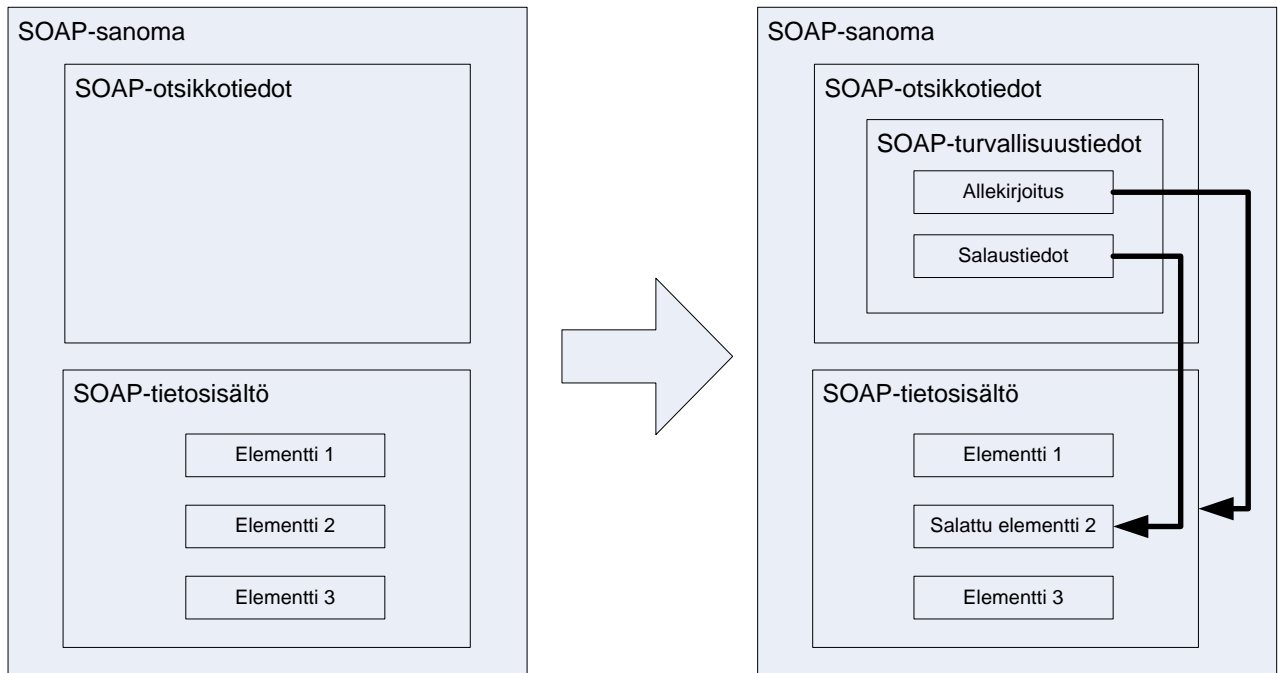 SOAP-sanoma
SOAP-otsikkotiedot
SOAP-tietosisältö
Elementti 1
Elementti 2
Elementti 3
SOAP-sanoma
SOAP-otsikkotiedot
SOAP-turvallisuustiedot
Allekirjoitus
Salaustiedot
SOAP-tietosisältö
Elementti 1
Salattu elementti 2
Elementti 3